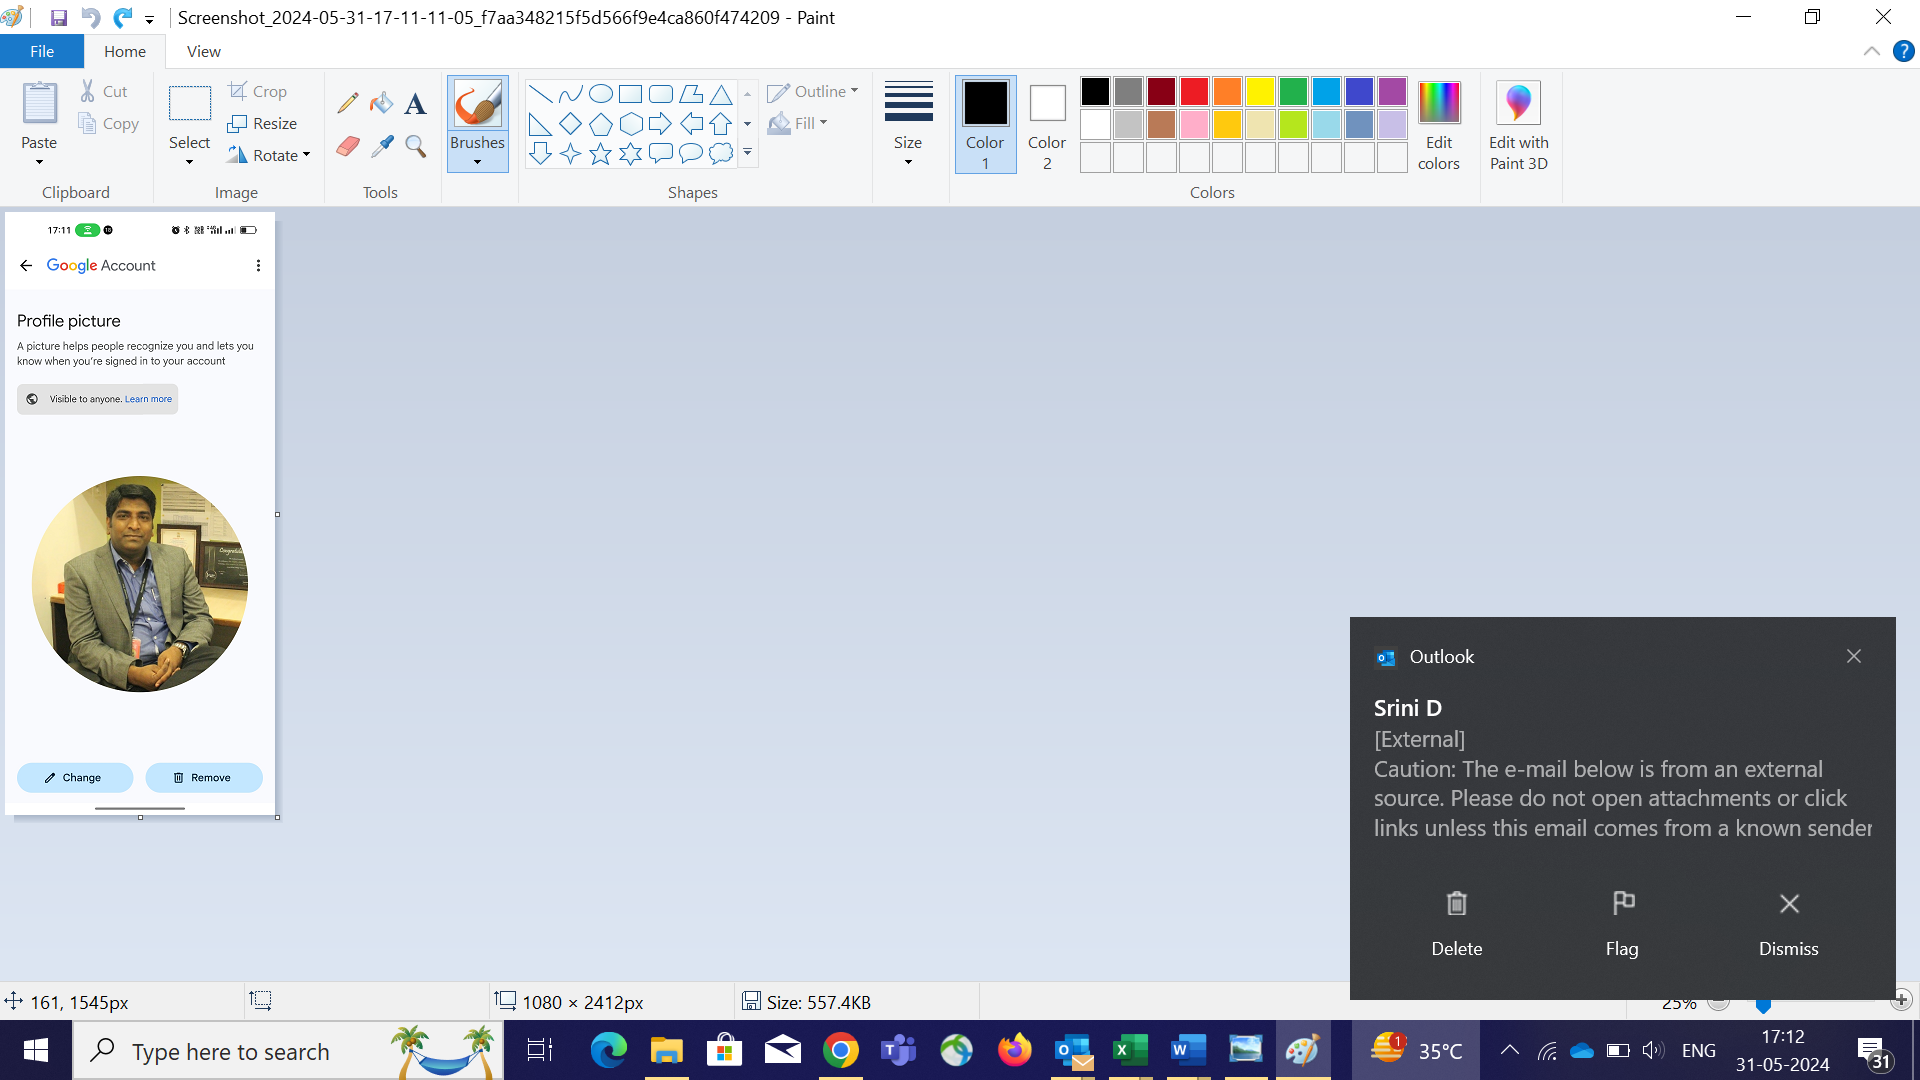 Screenshot_2024-05-31-17-11-11-05_f7aa348215f5d566f9e4ca860f474209 - Paint
File
Home
View
Paste
Cut
Copy
Clipboard
Select
Crop
Resize
Rotate
Image
A
Tools
Brushes
Shapes
Outline
Fill
Size
Color
1
Color
2
Colors
Edit
colors
Edit with
Paint 3D
17:11
Google Account
Profile picture
A picture helps people recognize you and lets you
know when you're signed in to your account
Visible to anyone. Learn more
Change
Remove
Outlook
Srini D
[External]
Caution: The e-mail below is from an external
source. Please do not open attachments or click
links unless this email comes from a known sender
Delete
Flag
Dismiss
161, 1545px
1080 × 2412px
Size: 557.4KB
25%
Type here to search
1
35°C
ENG
17:12
31-05-2024
31